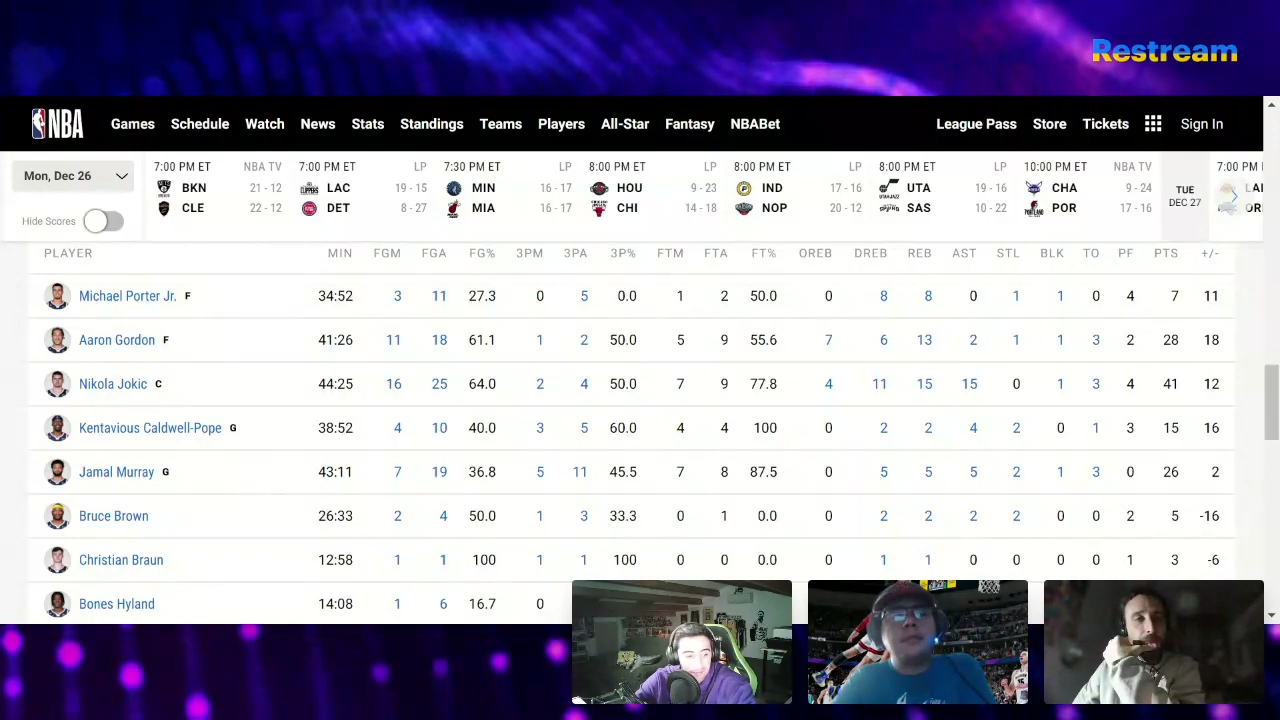 Restream
NBA Games Schedule Watch News Stats Standings Teams Players All-Star Fantasy NBABet League Pass Store Tickets Sign In
Mon, Dec 26
Hide Scores
7:00 PM ET NBA TV
BKN 21 - 12
CLE 22 - 12
7:00 PM ET LP
LAC 19 - 15
DET 8 - 27
7:30 PM ET LP
MIN 16 - 17
MIA 16 - 17
8:00 PM ET LP
HOU 9 - 23
CHI 14 - 18
8:00 PM ET LP
IND 17 - 16
NOP 20 - 12
8:00 PM ET LP
UTA 19 - 16
SAS 10 - 22
10:00 PM ET NBA TV
CHA 9 - 24
POR 17 - 16
TUE
DEC 27
7:00 PM
PLAYER MIN FGM FGA FG% 3PM 3PA 3P% FTM FTA FT% OREB DREB REB AST STL BLK TO PF PTS +/-
Michael Porter Jr. F 34:52 3 11 27.3 0 5 0.0 1 2 50.0 0 8 8 0 1 1 0 4 7 11
Aaron Gordon F 41:26 11 18 61.1 1 2 50.0 5 9 55.6 7 6 13 2 1 1 3 2 28 18
Nikola Jokic C 44:25 16 25 64.0 2 4 50.0 7 9 77.8 4 11 15 15 0 1 3 4 41 12
Kentavious Caldwell-Pope G 38:52 4 10 40.0 3 5 60.0 4 4 100 0 2 2 4 2 0 1 3 15 16
Jamal Murray G 43:11 7 19 36.8 5 11 45.5 7 8 87.5 0 5 5 5 2 1 3 0 26 2
Bruce Brown 26:33 2 4 50.0 1 3 33.3 0 1 0.0 0 2 2 2 2 0 0 2 5 -16
Christian Braun 12:58 1 1 100 1 1 100 0 0 0.0 0 1 1 0 0 0 0 1 3 -6
Bones Hyland 14:08 1 6 16.7 0